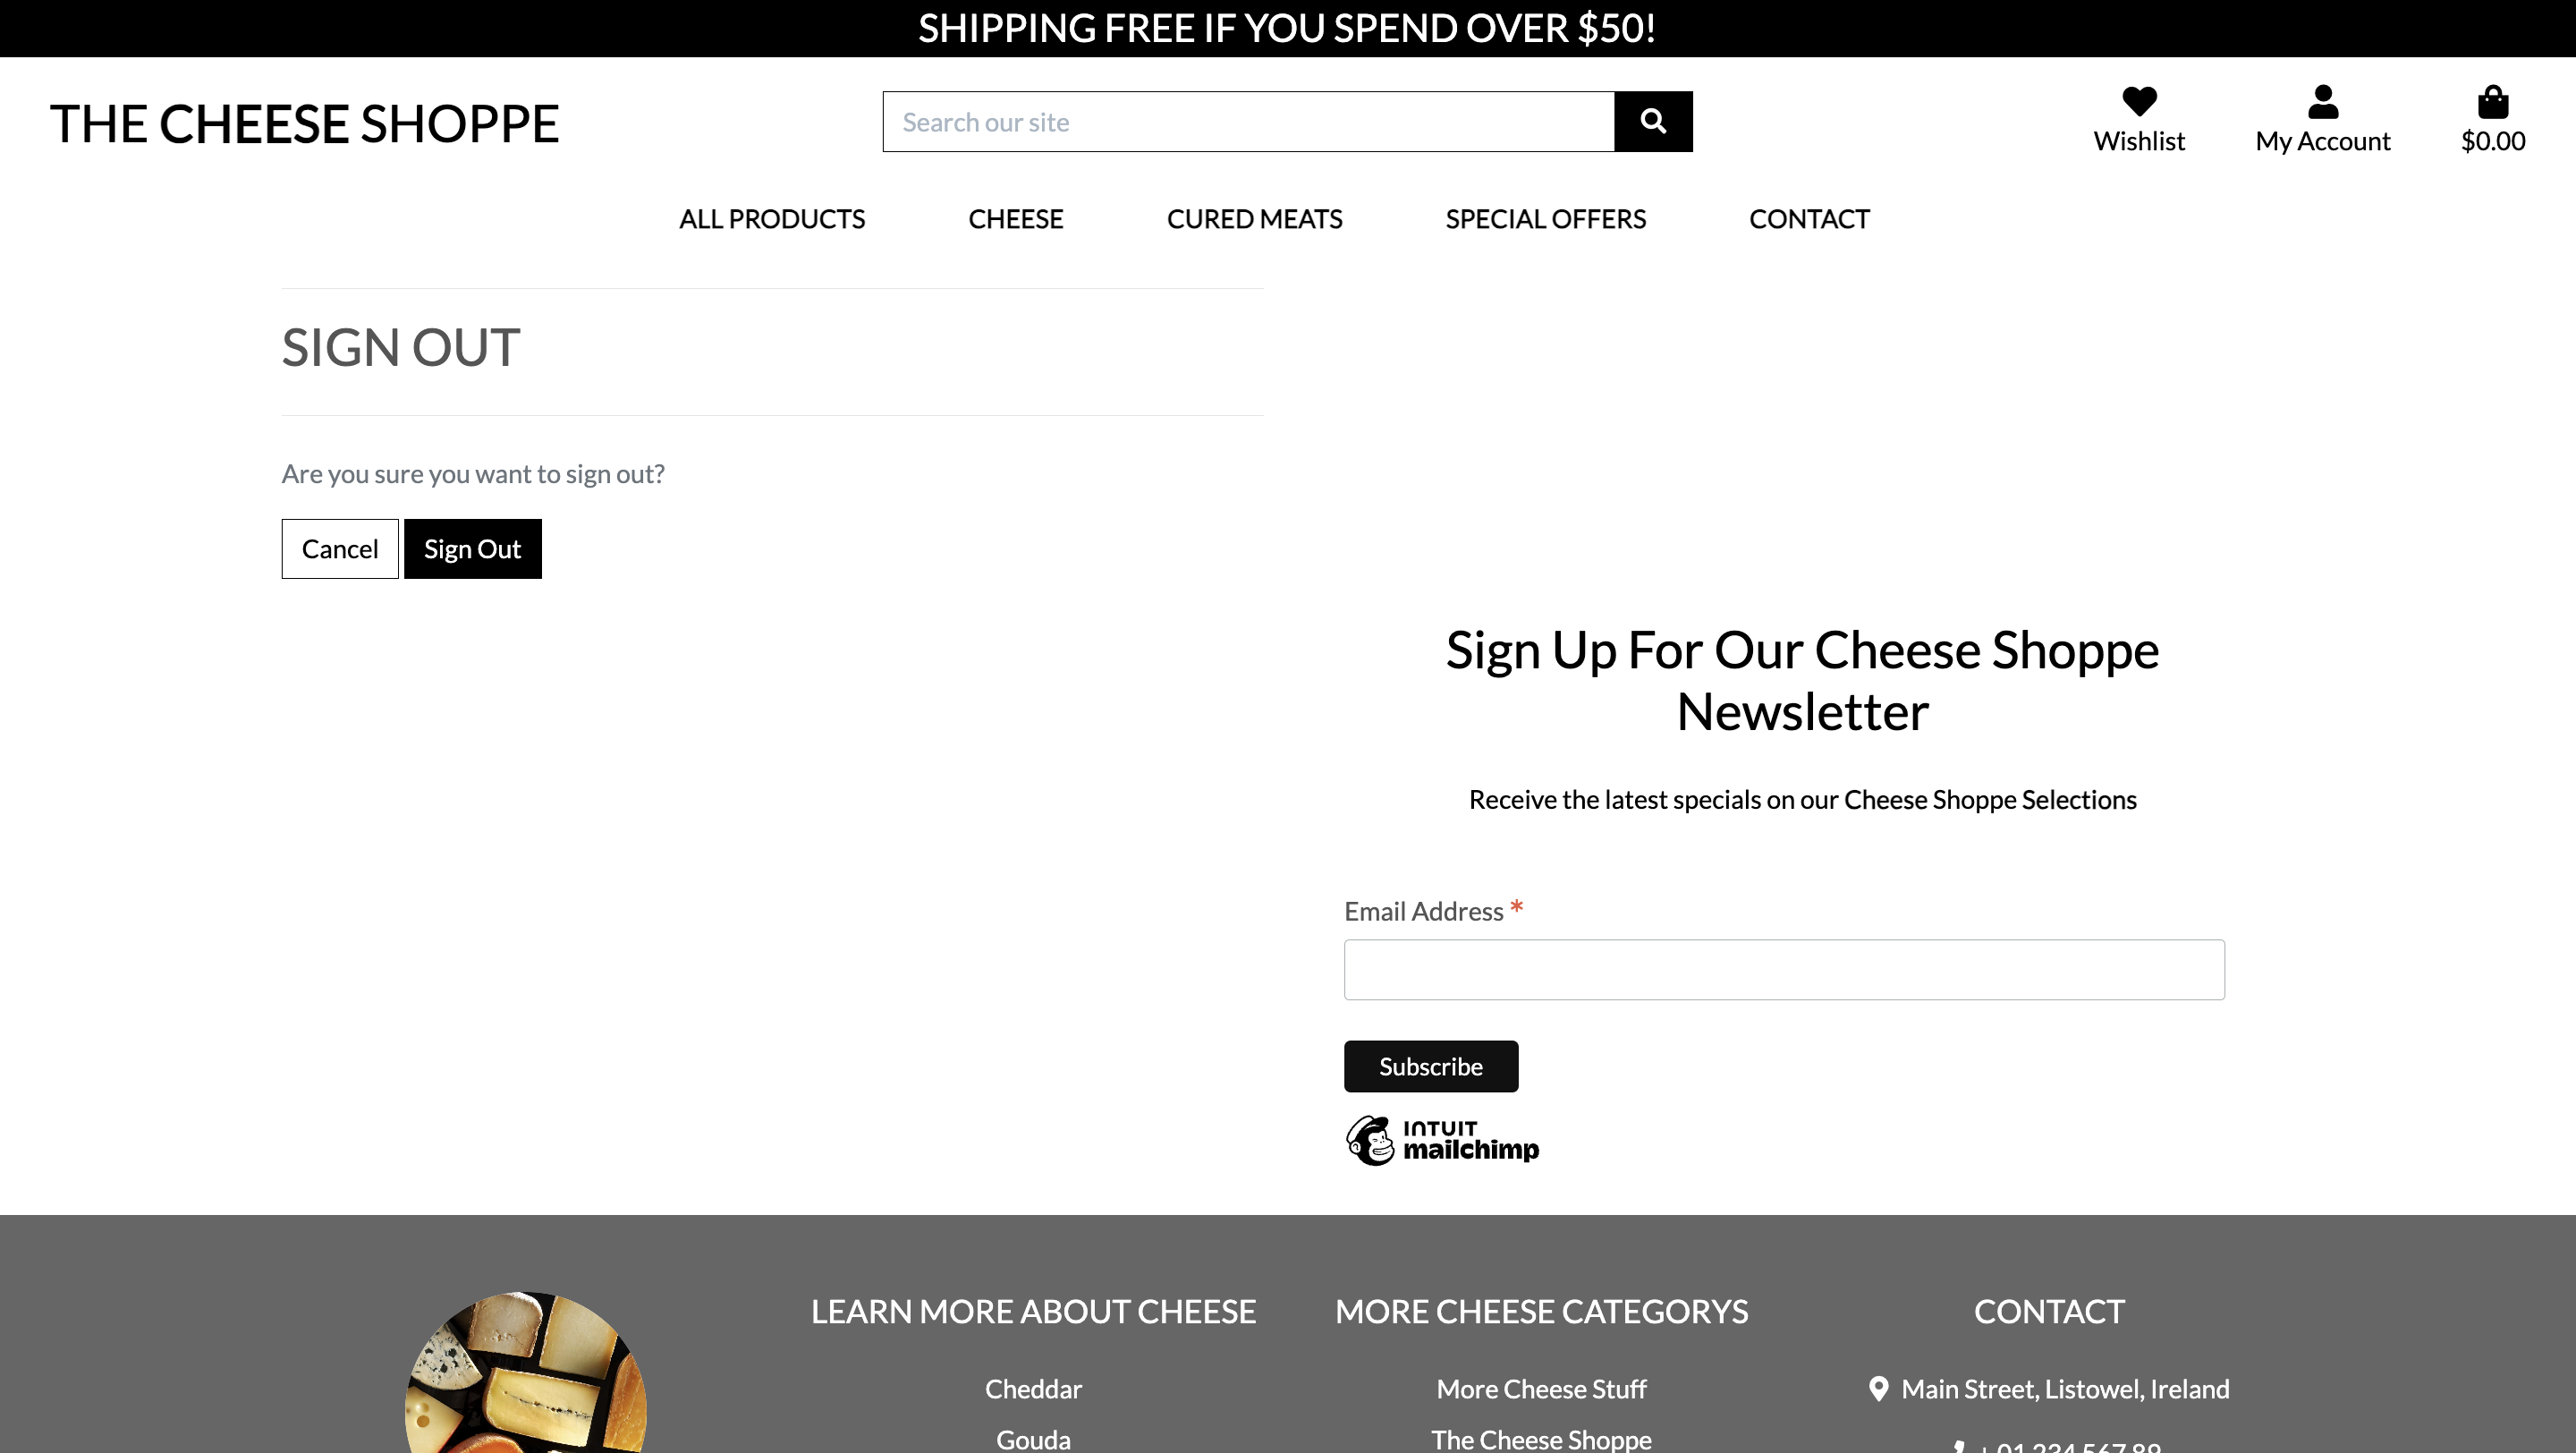 SHIPPING FREE IF YOU SPEND OVER $50!
THE CHEESE SHOPPE
Search our site
Wishlist
My Account
$0.00
ALL PRODUCTS
CHEESE
CURED MEATS
SPECIAL OFFERS
CONTACT
SIGN OUT
Are you sure you want to sign out?
Cancel
Sign Out
Sign Up For Our Cheese Shoppe
Newsletter
Receive the latest specials on our Cheese Shoppe Selections
Email Address *
Subscribe
INTUIT
mailchimp
LEARN MORE ABOUT CHEESE
Cheddar
Gouda
MORE CHEESE CATEGORYS
More Cheese Stuff
The Cheese Shoppe
CONTACT
Main Street, Listowel, Ireland
+ 01 234 567 89